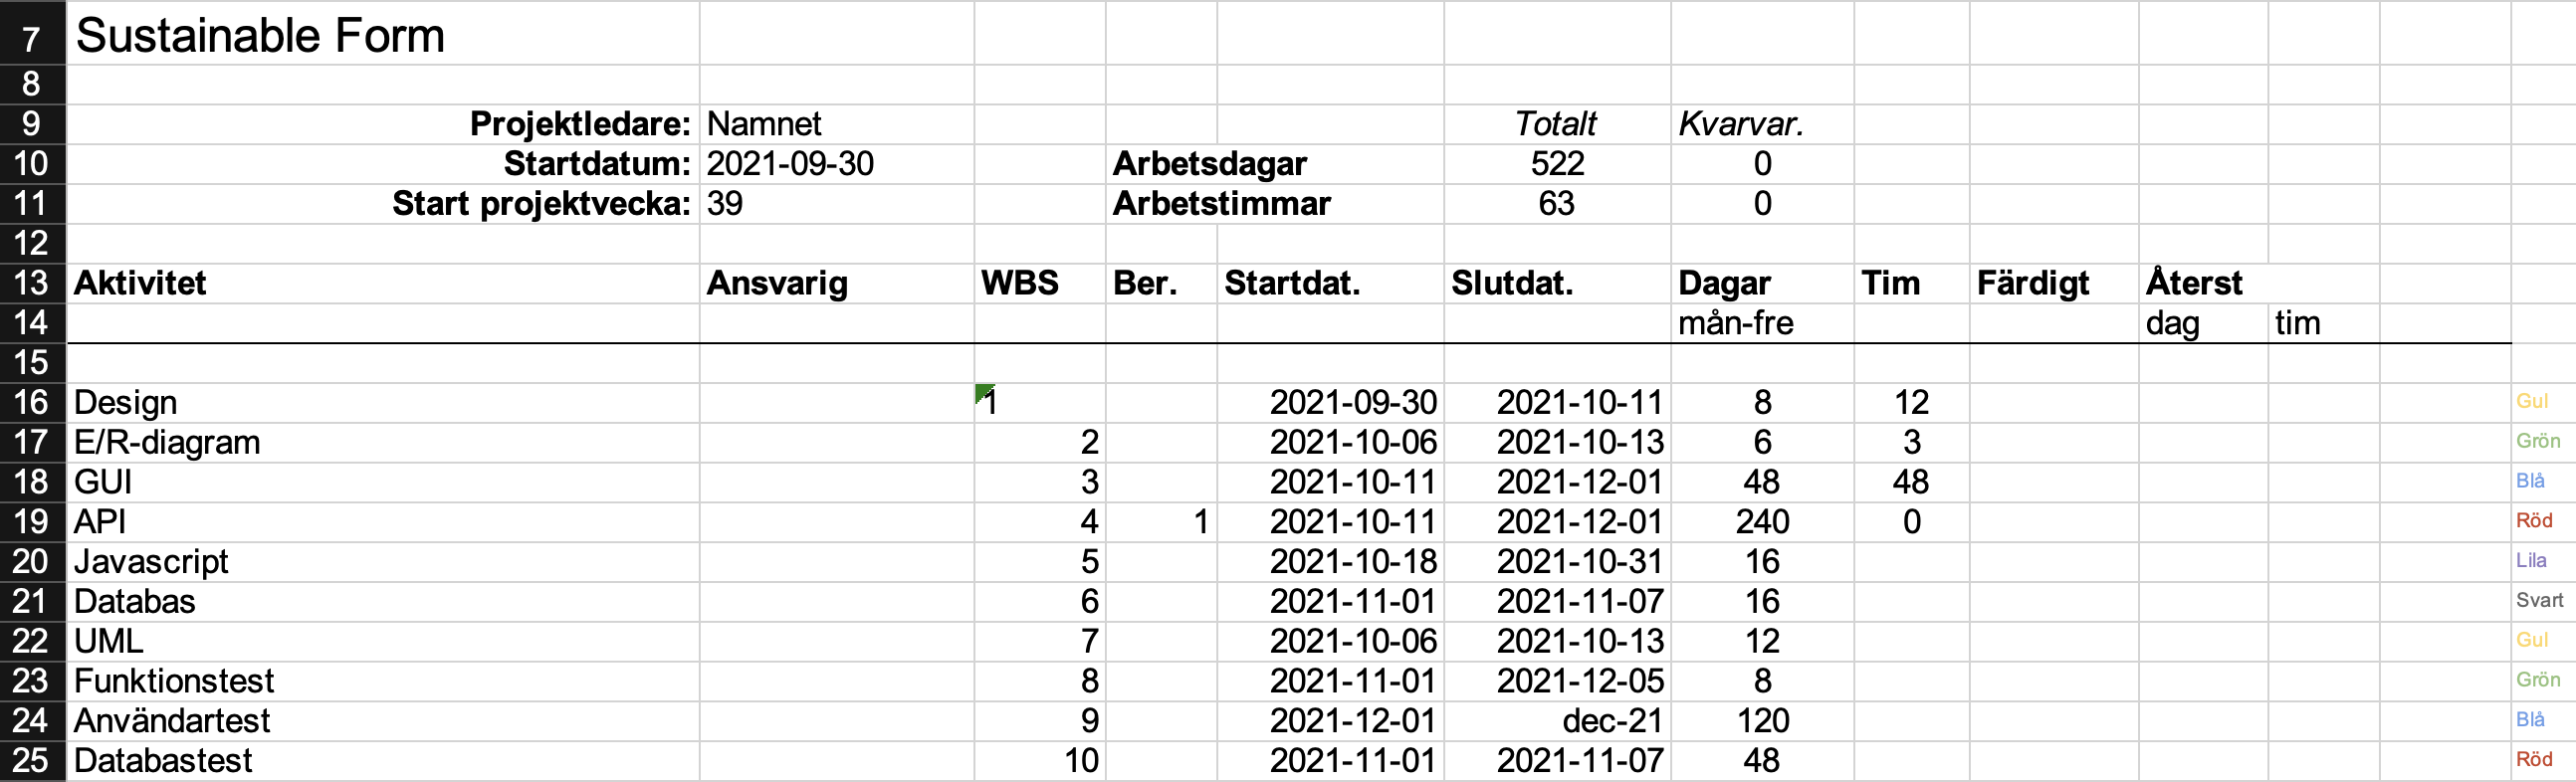 7 Sustainable Form
8
9 Projektledare: Namnet Totalt Kvarvar.
10 Startdatum: 2021-09-30 Arbetsdagar 522 0
11 Start projektvecka: 39 Arbetstimmar 63 0
12
13 Aktivitet Ansvarig WBS Ber. Startdat. Slutdat. Dagar Tim Färdigt Återst
14 mån-fre dag tim
15
16 Design 1 2021-09-30 2021-10-11 8 12 Gul
17 E/R-diagram 2 2021-10-06 2021-10-13 6 3 Grön
18 GUI 3 2021-10-11 2021-12-01 48 48 Blå
19 API 4 1 2021-10-11 2021-12-01 240 0 Röd
20 Javascript 5 2021-10-18 2021-10-31 16 Lila
21 Databas 6 2021-11-01 2021-11-07 16 Svart
22 UML 7 2021-10-06 2021-10-13 12 Gul
23 Funktionstest 8 2021-11-01 2021-12-05 8 Grön
24 Användartest 9 2021-12-01 dec-21 120 Blå
25 Databastest 10 2021-11-01 2021-11-07 48 Röd